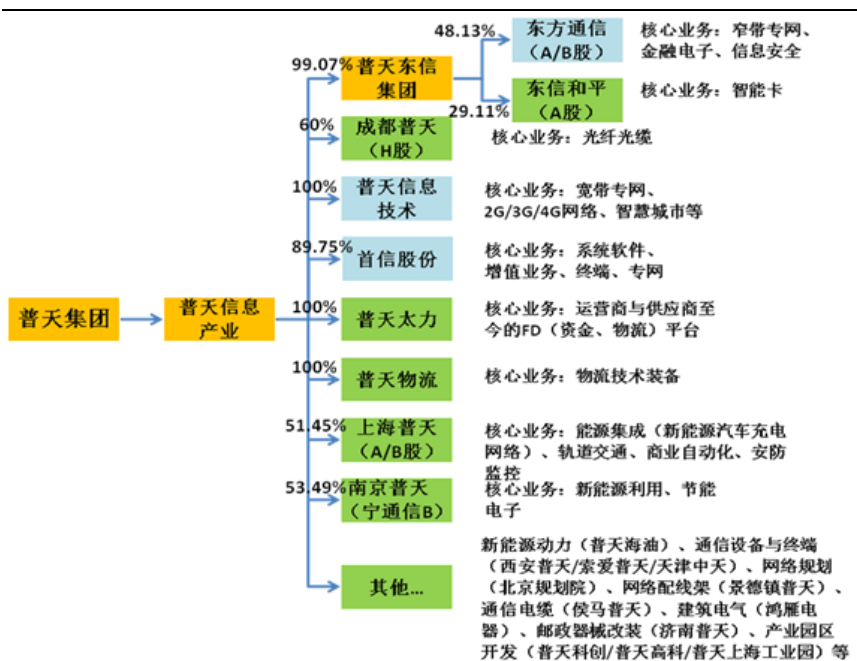 48.13%
东方通信
（A/B股）
核心业务：窄带专网、
金融电子、信息安全
99.07%
普天东信
集团
29.11%
东信和平
（A股）
核心业务：智能卡
60%
成都普天
（H股）
核心业务：光纤光缆
100%
普天信息
技术
核心业务：宽带专网、
2G/3G/4G网络、智慧城市等
89.75%
首信股份
核心业务：系统软件、
增值业务、终端、专网
普天集团
普天信息
产业
100%
普天太力
核心业务：运营商与供应商至
今的FD（资金、物流）平台
100%
普天物流
核心业务：物流技术装备
51.45%
上海普天
（A/B股）
核心业务：能源集成（新能源汽车充电
网络）、轨道交通、商业自动化、安防
监控
53.49%
南京普天
（宁通信B）
核心业务：新能源利用、节能
电子
其他...
新能源动力（普天海油）、通信设备与终端
（西安普天/索爱普天/天津中天）、网络规划
（北京规划院）、网络配线架（景德镇普天）、
通信电缆（侯马普天）、建筑电气（鸿雁电
器）、邮政器械改装（济南普天）、产业园区
开发（普天科创/普天高科/普天上海工业园）等